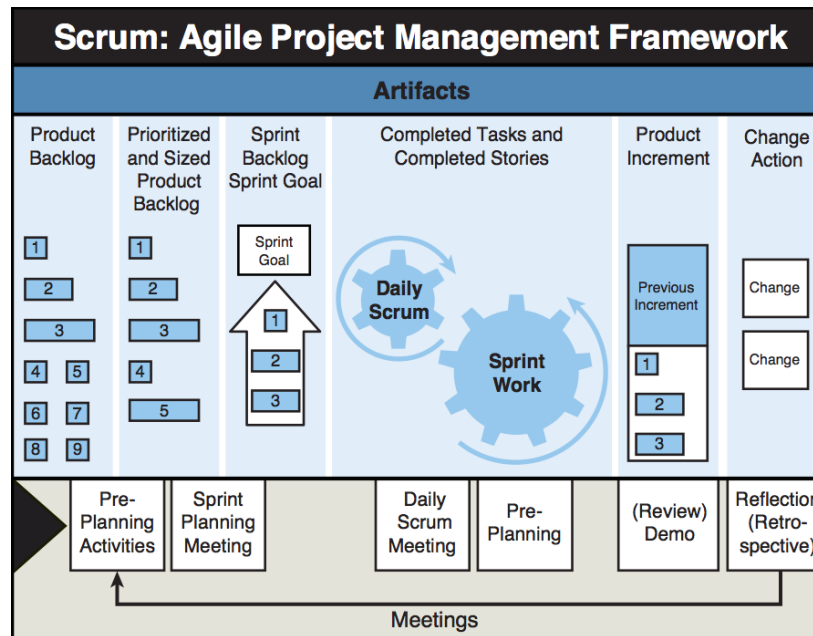 Scrum: Agile Project Management Framework
Artifacts
Product
Backlog
Prioritized
and Sized
Product
Backlog
Sprint
Backlog
Sprint Goal
Completed Tasks and
Completed Stories
Product
Increment
Change
Action
1
2
3
4 5
6 7
8 9
1
2
3
4
5
Sprint
Goal
1
2
3
Daily
Scrum
Sprint
Work
Previous
Increment
1
2
3
Change
Change
Pre-
Planning
Activities
Sprint
Planning
Meeting
Daily
Scrum
Meeting
Pre-
Planning
(Review)
Demo
Reflection
(Retro-
spective)
Meetings